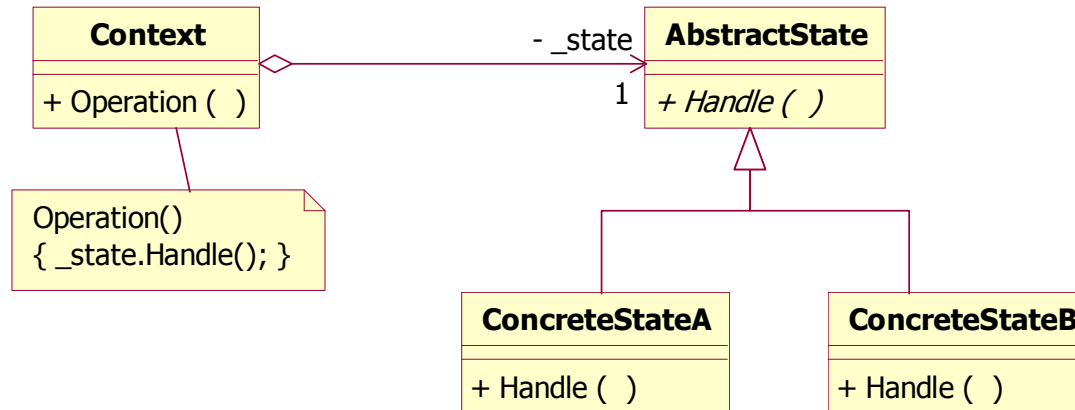 Context
- _state
AbstractState
+ Operation ( )
1
+ Handle ( )
Operation()
{ _state.Handle(); }
ConcreteStateA
ConcreteStateB
+ Handle ( )
+ Handle ( )